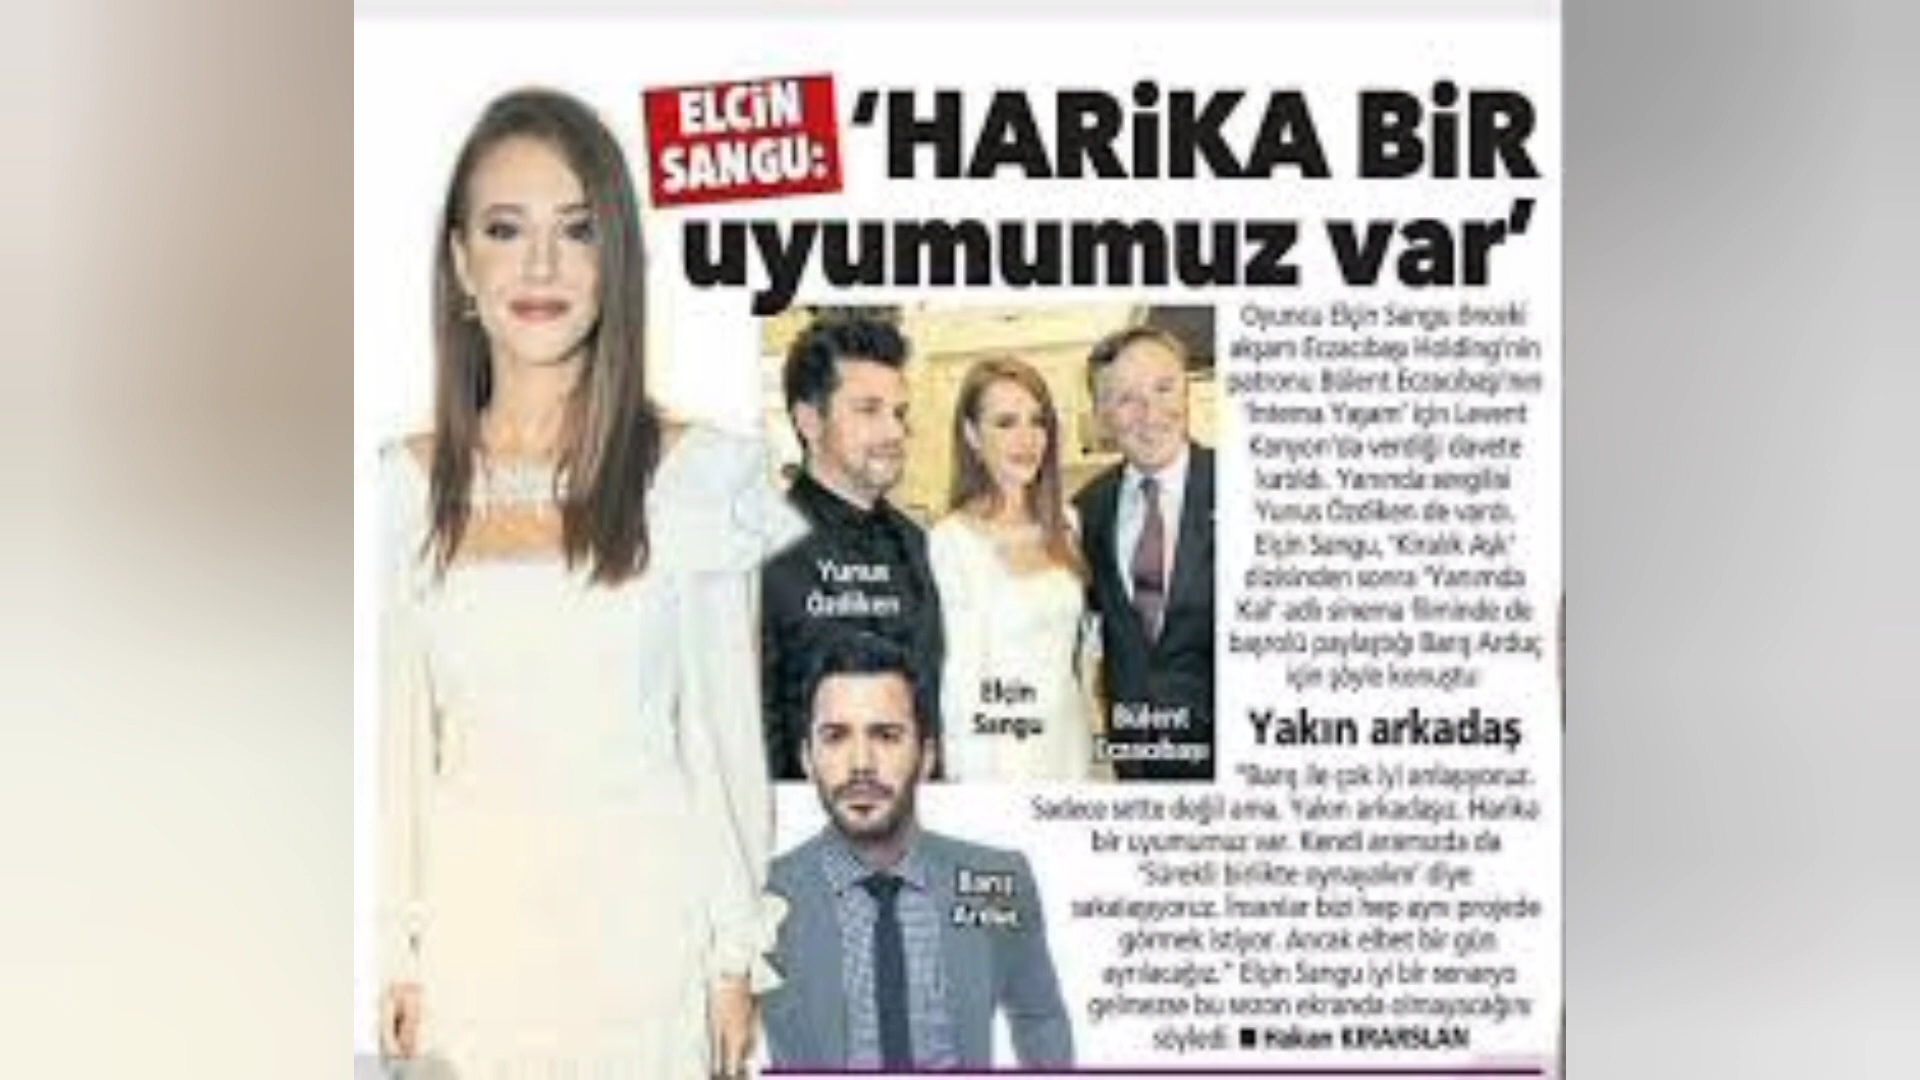 ELÇİN
SANGU:
'HARİKA BİR
uyumumuz var'
Oyuncu Elçin Sangu önceki
akşam Eczacıbaşı Holding'nin
patronu Bülent Eczacıbaşı'nın
'İntema Yaşam' için Levent
Kanyon'da verdiği davete
katıldı. Yanında sevgilisi
Yunus Özdiken de vardı.
Elçin Sangu, "Kiralık Aşk"
dizisinden sonra "Yanımda
Kal" adlı sinema filminde de
başrolü paylaştığı Barış Arduç
için şöyle konuştu:
Yakın arkadaş
"Barış ile çok iyi anlaşıyoruz.
Sadece sette değil ama. Yakın arkadaşız. Harika
bir uyumumuz var. Kendi aramızda da
'Sürekli birlikte oynayalım' diye
şakalaşıyoruz. İnsanlar bizi hep aynı projede
görmek istiyor. Ancak elbet bir gün
ayrılacağız." Elçin Sangu iyi bir senaryo
gelmezse bu sezon ekranda olmayacağını
söyledi. ■ Hakan KIRARSLAN
Yunus
Özdiken
Elçin
Sangu
Bülent
Eczacıbaşı
Barış
Arduç